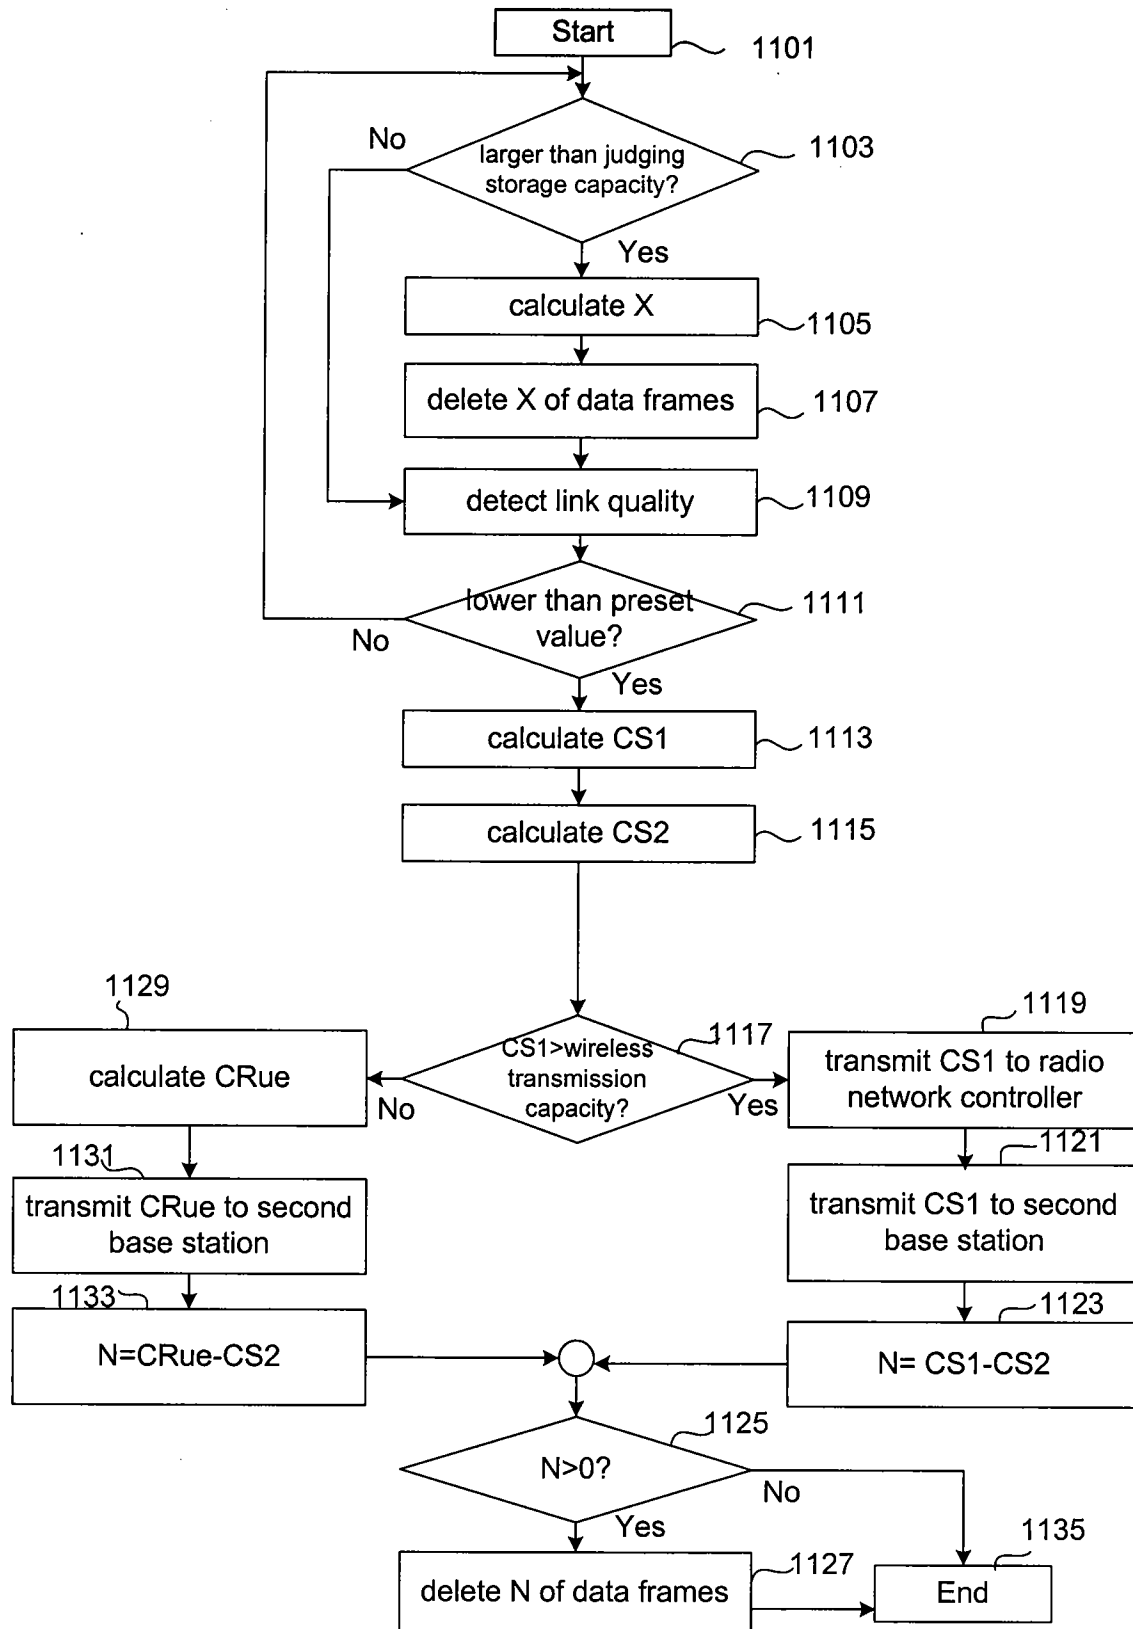 Start
1101
No
larger than judging
storage capacity?
1103
Yes
calculate X
1105
delete X of data frames
1107
detect link quality
1109
lower than preset
value?
1111
No
Yes
calculate CS1
1113
calculate CS2
1115
1129
calculate CRue
CS1>wireless
transmission
capacity?
1117
No
Yes
1119
transmit CS1 to radio
network controller
1131
transmit CRue to second
base station
1121
transmit CS1 to second
base station
1133
N=CRue-CS2
1123
N= CS1-CS2
1125
N>0?
No
Yes
delete N of data frames
1127
1135
End